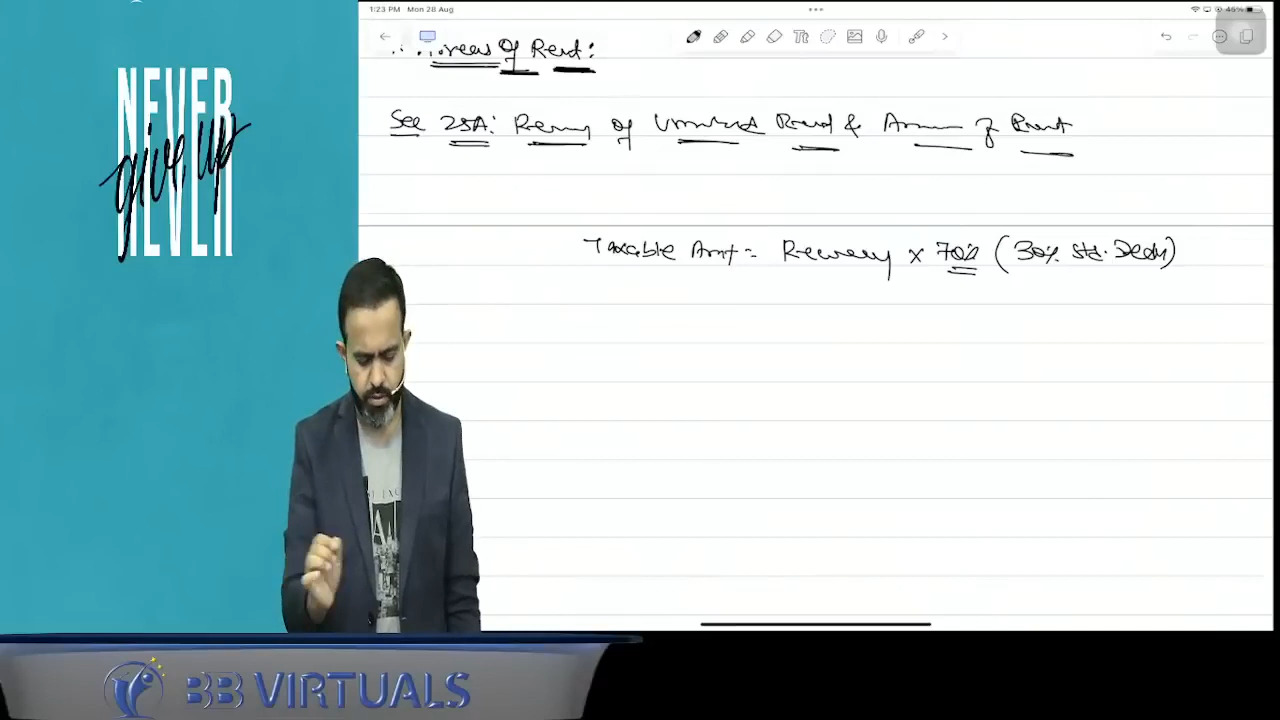 1:23 PM Mon 28 Aug
46%
NEVER
give up
NEVER
of Rent:
Sec 25A: Recovery of Unrealised Rent & Arrears of Rent
Taxable Amt = Recovery × 70% (30% Std. Dedn)
BB VIRTUALS